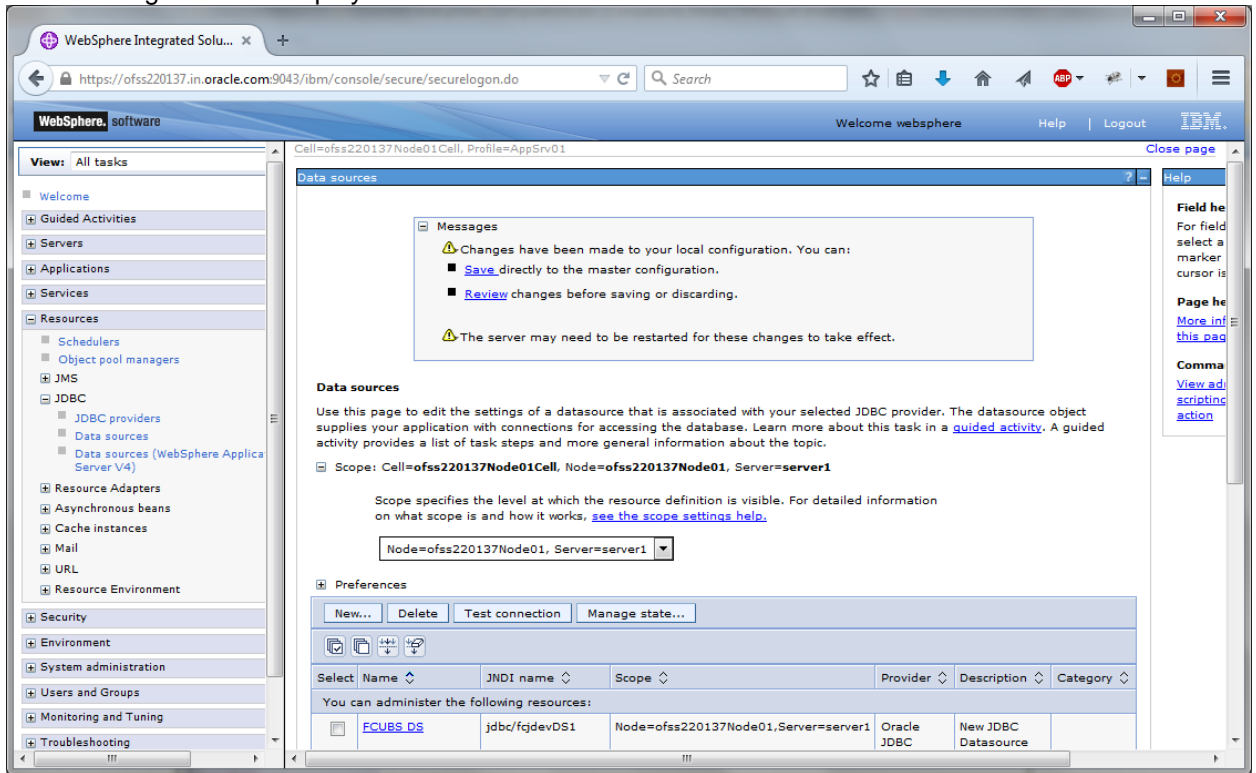 WebSphere Integrated Solu...
https://ofss220137.in.oracle.com:9043/ibm/console/secure/securelogon.do
Search
ABP
WebSphere. software
Welcome websphere
Help | Logout
IBM.
View: All tasks
Welcome
Guided Activities
Servers
Applications
Services
Resources
Schedulers
Object pool managers
JMS
JDBC
JDBC providers
Data sources
Data sources (WebSphere Applica
Server V4)
Resource Adapters
Asynchronous beans
Cache instances
Mail
URL
Resource Environment
Security
Environment
System administration
Users and Groups
Monitoring and Tuning
Troubleshooting
Cell=ofss220137Node01Cell, Profile=AppSrv01
Close page
Data sources
Messages
Changes have been made to your local configuration. You can:
Save directly to the master configuration.
Review changes before saving or discarding.
The server may need to be restarted for these changes to take effect.
Data sources
Use this page to edit the settings of a datasource that is associated with your selected JDBC provider. The datasource object
supplies your application with connections for accessing the database. Learn more about this task in a guided activity. A guided
activity provides a list of task steps and more general information about the topic.
Scope: Cell=ofss220137Node01Cell, Node=ofss220137Node01, Server=server1
Scope specifies the level at which the resource definition is visible. For detailed information
on what scope is and how it works, see the scope settings help.
Node=ofss220137Node01, Server=server1
Preferences
New... Delete Test connection Manage state...
Select Name JNDI name Scope Provider Description Category
You can administer the following resources:
FCUBS DS jdbc/fcjdevDS1 Node=ofss220137Node01,Server=server1 Oracle New JDBC
JDBC Datasource
Help
Field he
For field
select a
marker
cursor is
Page he
More inf
this pag
Comma
View adı
scripting
action